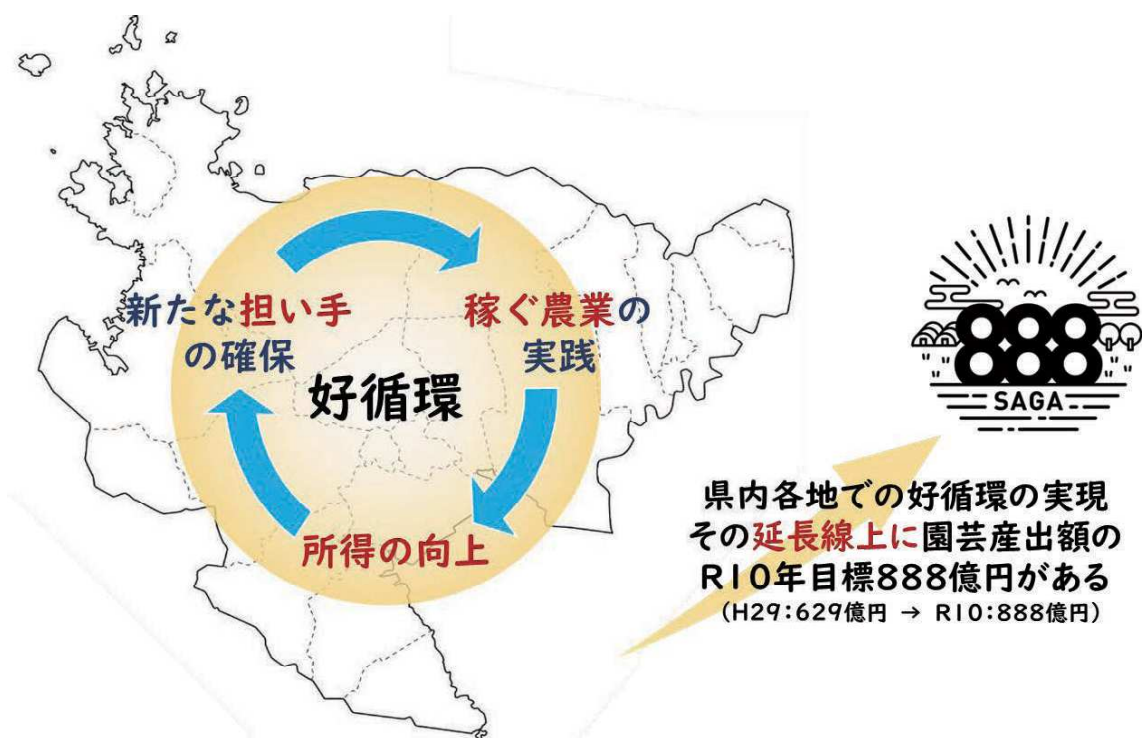 新たな担い手
の確保
稼ぐ農業の
実践
好循環
所得の向上
888
SAGA
県内各地での好循環の実現
その延長線上に園芸産出額の
R10年目標888億円がある
(H29:629億円 → R10:888億円)